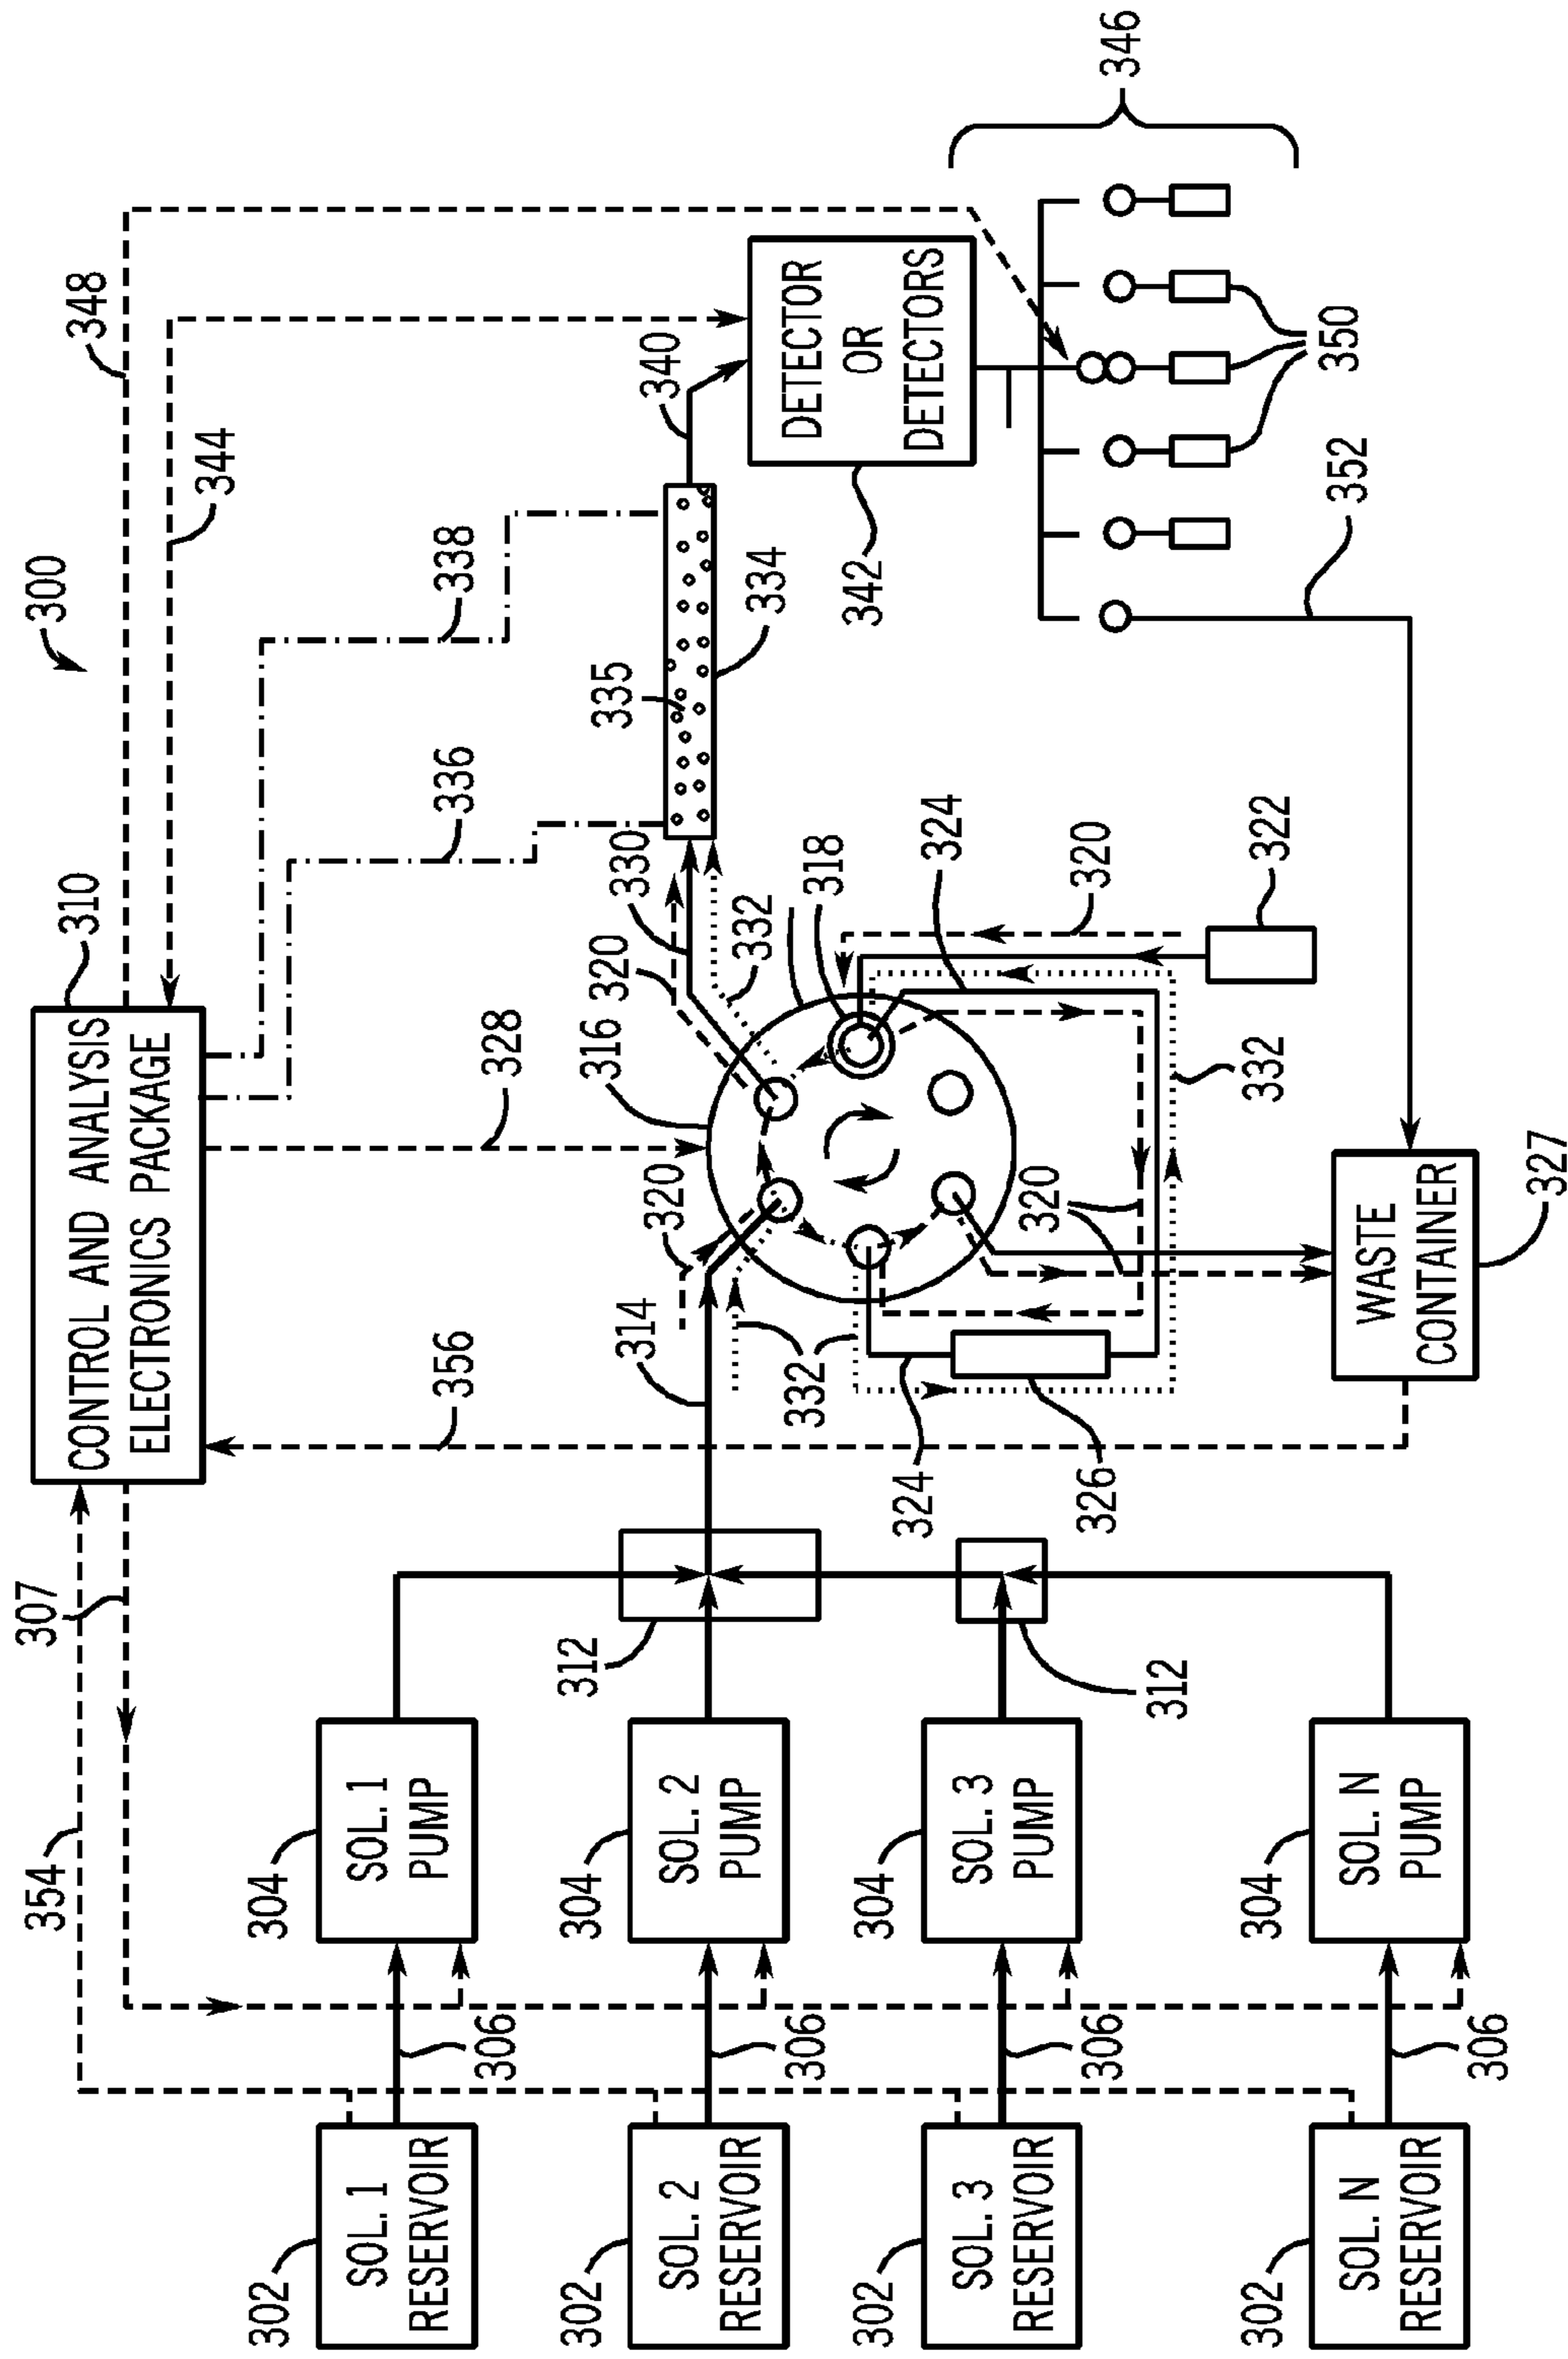 300
348
344
310
CONTROL AND ANALYSIS
ELECTRONICS PACKAGE
307
354
356
328
336
338
SOL. 1
RESERVOIR
302
306
SOL. 1
PUMP
304
SOL. 2
RESERVOIR
302
306
SOL. 2
PUMP
304
312
SOL. 3
RESERVOIR
302
306
SOL. 3
PUMP
304
312
SOL. N
RESERVOIR
302
306
SOL. N
PUMP
304
314
320
316
320
330
332
318
335
334
340
342
DETECTOR
OR
DETECTORS
332
324
326
320
324
320
322
332
WASTE
CONTAINER
327
352
350
346